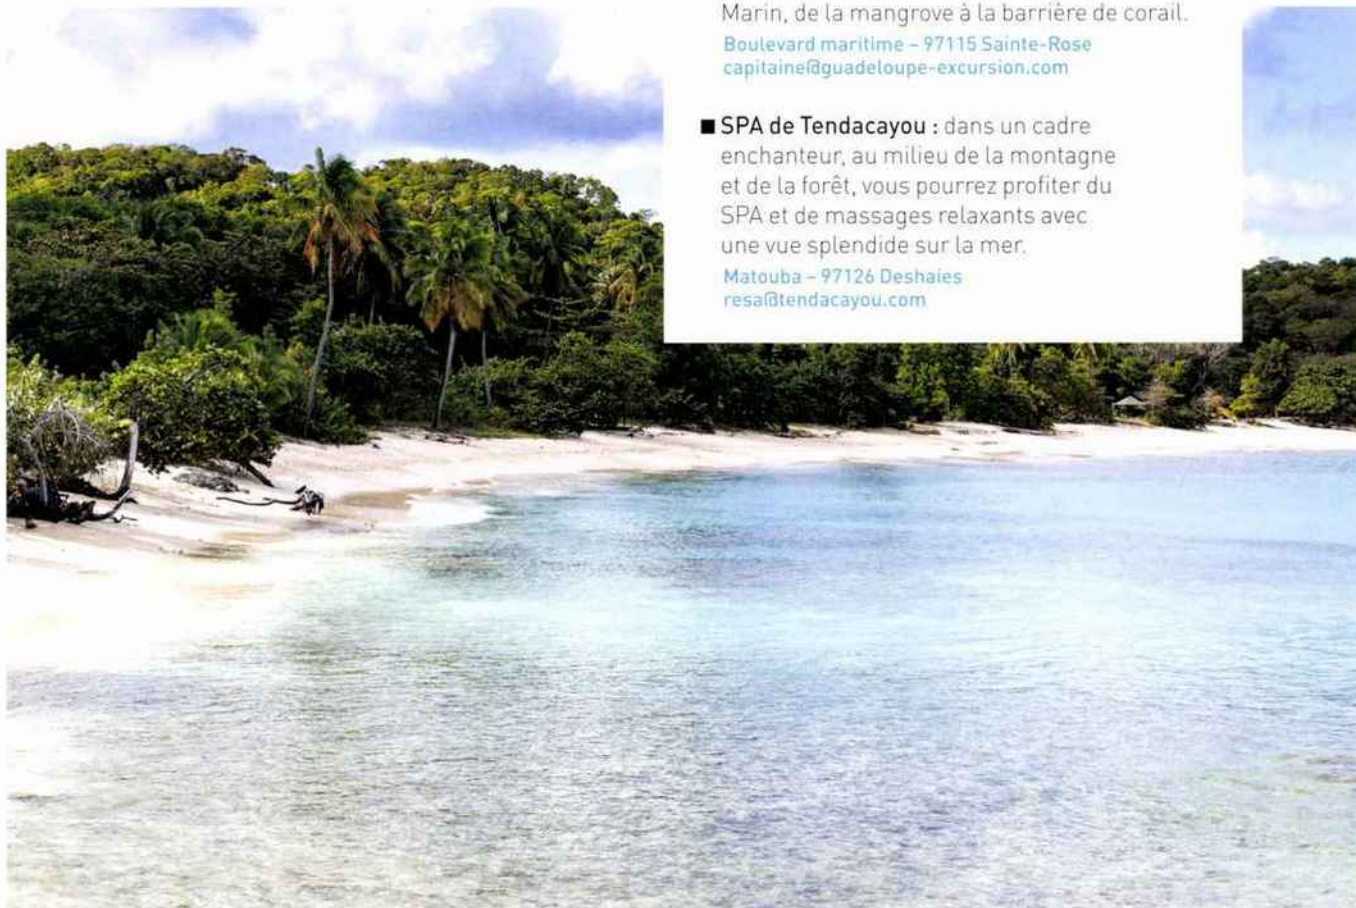 Marin, de la mangrove à la barrière de corail.
Boulevard maritime – 97115 Sainte-Rose
capitaine@guadeloupe-excursion.com
■ SPA de Tendacayou : dans un cadre
enchanteur, au milieu de la montagne
et de la forêt, vous pourrez profiter du
SPA et de massages relaxants avec
une vue splendide sur la mer.
Matouba – 97126 Deshaies
resa@tendacayou.com